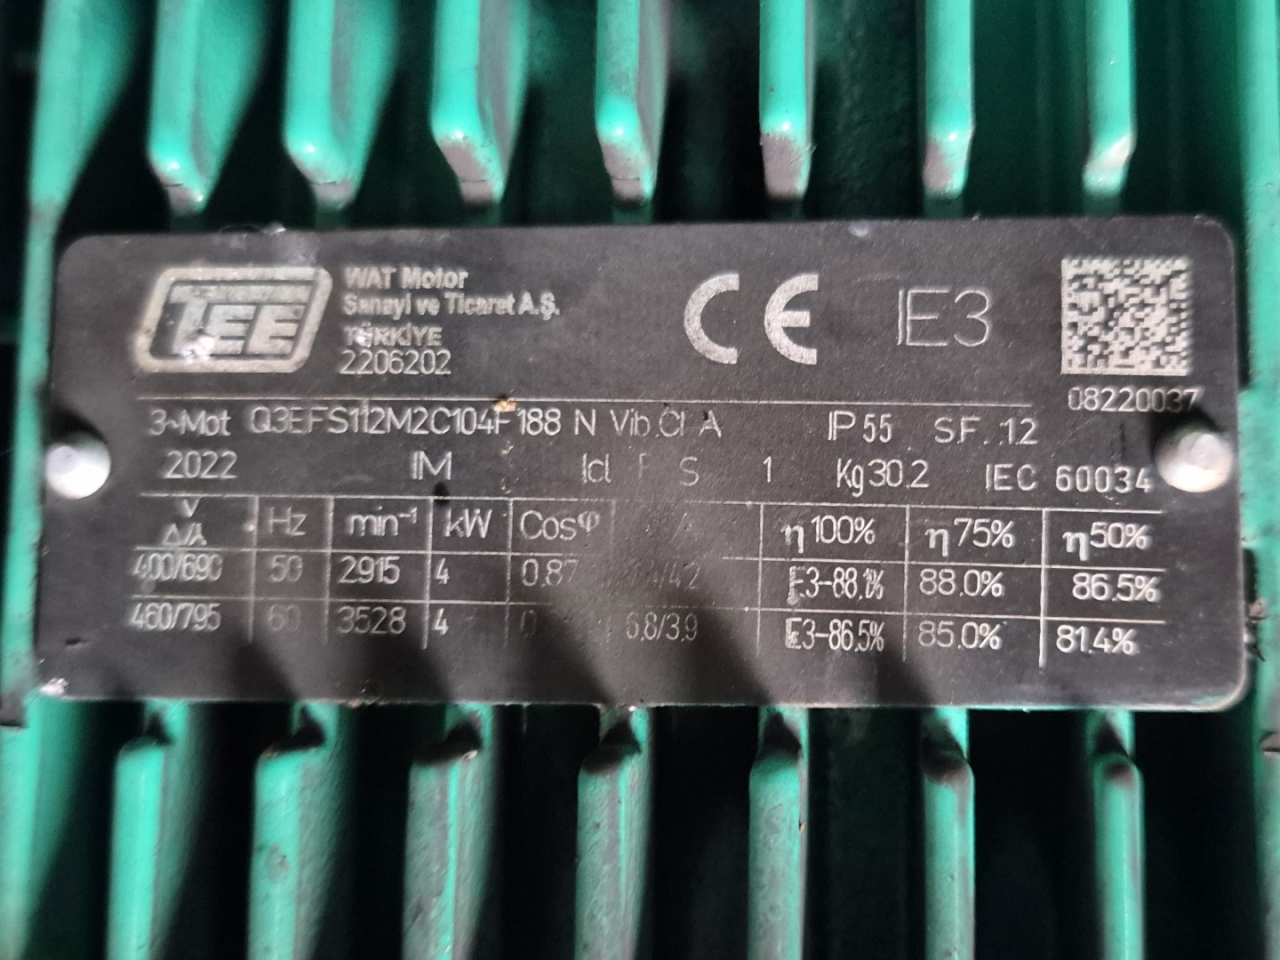 TEE
WAT Motor
Sanayi ve Ticaret A.Ş.
TÜRKİYE
2206202
CE IE3
08220037
3~Mot Q3EFS112M2C104F188 N Vib.Cl A IP 55 S.F. 1.2
2022 IM Icl F S 1 Kg 30.2 IEC 60034
V Δ/⅄ Hz min⁻¹ kW Cosφ A η100% η75% η50%
400/690 50 2915 4 0.87 IE3-88.1% 88.0% 86.5%
460/795 60 3528 4 6.8/3.9 IE3-86.5% 85.0% 81.4%